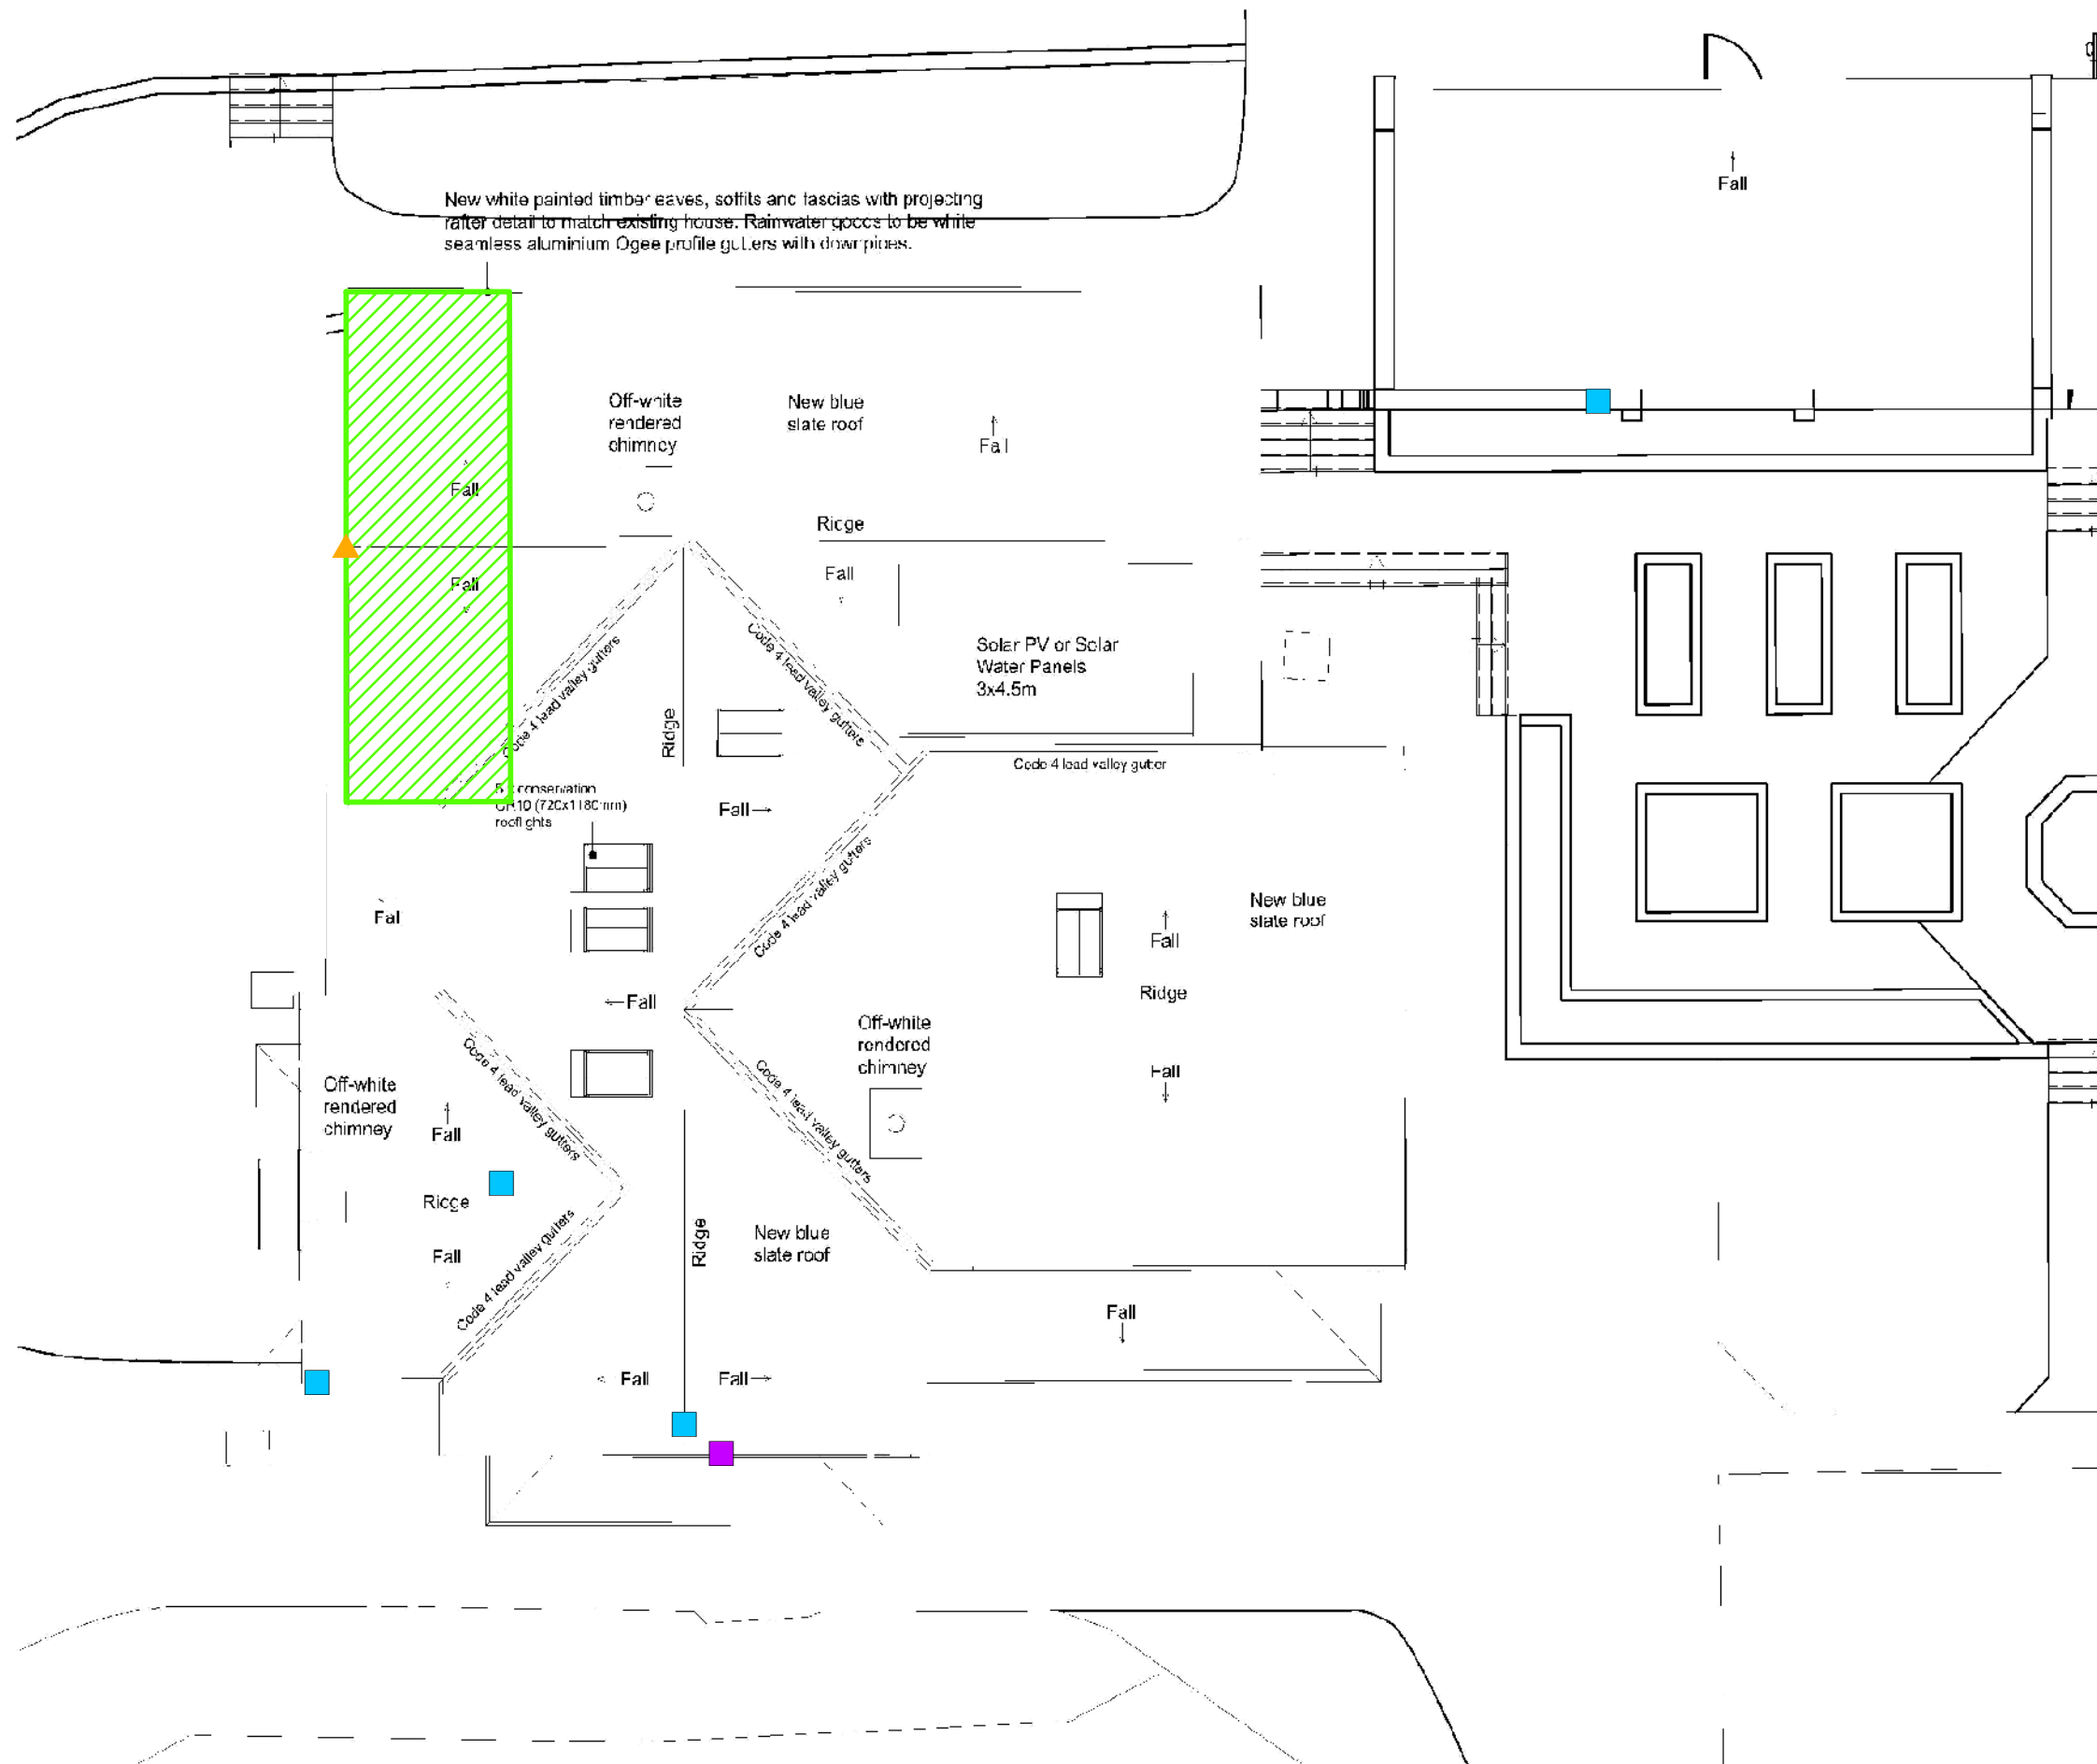 New white painted timber eaves, soffits and fascias with projecting
rafter detail to match existing house. Rainwater goods to be white
seamless aluminium Ogee profile gutters with downpipes.
Fall
Off-white
rendered
chimney
New blue
slate roof
Fall
Fall
Ridge
Fall
Fall
Code 4 lead valley gutters
Code 4 lead valley gutters
Solar PV or Solar
Water Panels
3x4.5m
Ridge
Code 4 lead valley gutter
conservation
(720x1180mm)
rooflights
Fall
Code 4 lead valley gutters
Fall
New blue
slate roof
Fall
Ridge
Fall
Off-white
rendered
chimney
Fall
Code 4 lead valley gutters
Code 4 lead valley gutters
Off-white
rendered
chimney
Fall
Ridge
Fall
Code 4 lead valley gutters
Ridge
New blue
slate roof
Fall
Fall
Fall